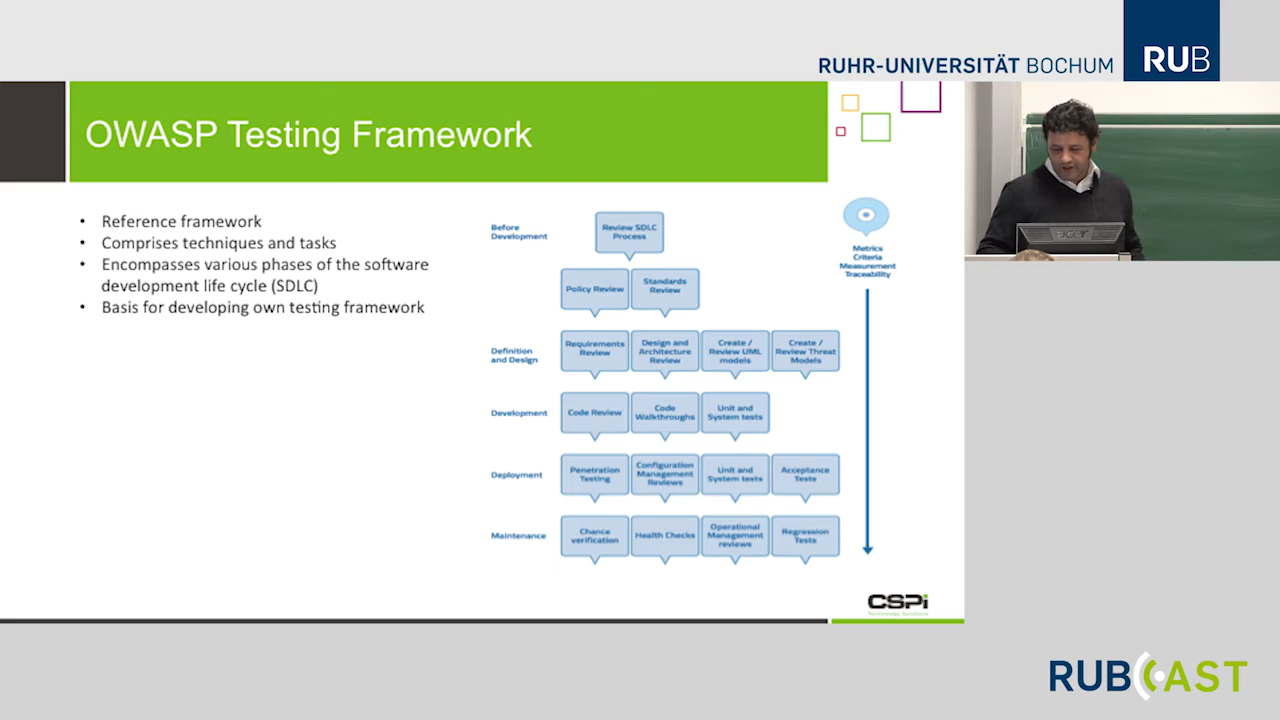 RUHR-UNIVERSITÄT BOCHUM
RUB
OWASP Testing Framework
• Reference framework
• Comprises techniques and tasks
• Encompasses various phases of the software
development life cycle (SDLC)
• Basis for developing own testing framework
Before
Development
Review SDLC
Process
Policy Review
Standards
Review
Definition
and Design
Requirements
Review
Design and
Architecture
Review
Create /
Review UML
models
Create /
Review Threat
Models
Development
Code Review
Code
Walkthroughs
Unit and
System tests
Deployment
Penetration
Testing
Configuration
Management
Reviews
Unit and
System tests
Acceptance
Tests
Maintenance
Chance
verification
Health Checks
Operational
Management
reviews
Regression
Tests
Metrics
Criteria
Measurement
Traceability
acer
CSPi
Technology Solutions
RUBCAST